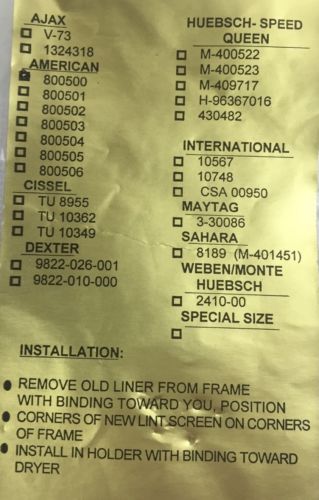 AJAX
V-73
1324318
AMERICAN
800500
800501
800502
800503
800504
800505
800506
CISSEL
TU 8955
TU 10362
TU 10349
DEXTER
9822-026-001
9822-010-000
HUEBSCH- SPEED
QUEEN
M-400522
M-400523
M-409717
H-96367016
430482
INTERNATIONAL
10567
10748
CSA 00950
MAYTAG
3-30086
SAHARA
8189 (M-401451)
WEBEN/MONTE
HUEBSCH
2410-00
SPECIAL SIZE
INSTALLATION:
REMOVE OLD LINER FROM FRAME
WITH BINDING TOWARD YOU, POSITION
CORNERS OF NEW LINT SCREEN ON CORNERS
OF FRAME
INSTALL IN HOLDER WITH BINDING TOWARD
DRYER